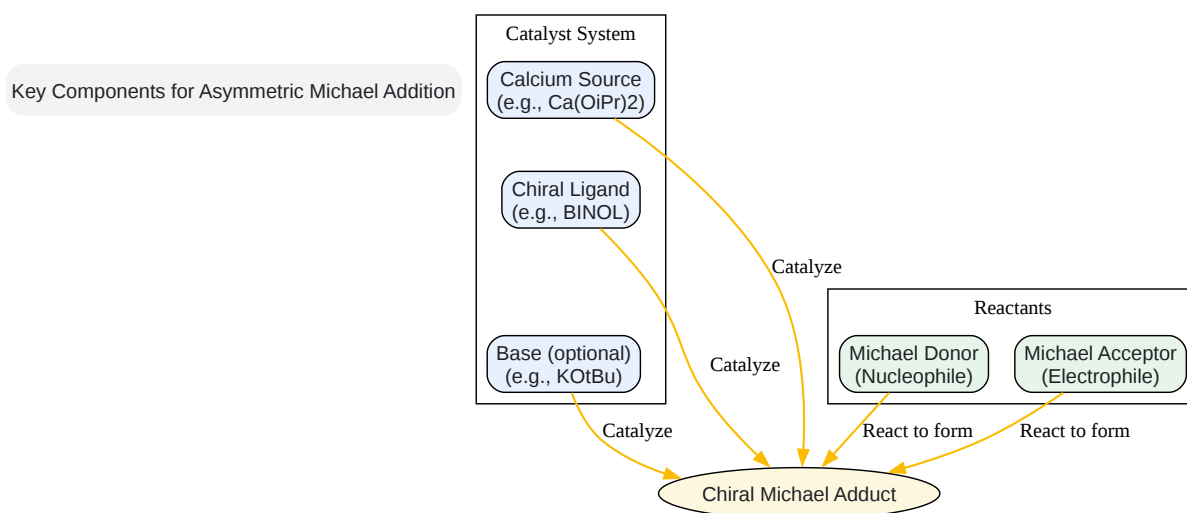 Key Components for Asymmetric Michael Addition
Catalyst System
Calcium Source
(e.g., Ca(OiPr)2)
Chiral Ligand
(e.g., BINOL)
Base (optional)
(e.g., KOtBu)
Catalyze
Catalyze
Catalyze
Reactants
Michael Donor
(Nucleophile)
Michael Acceptor
(Electrophile)
React to form
React to form
Chiral Michael Adduct